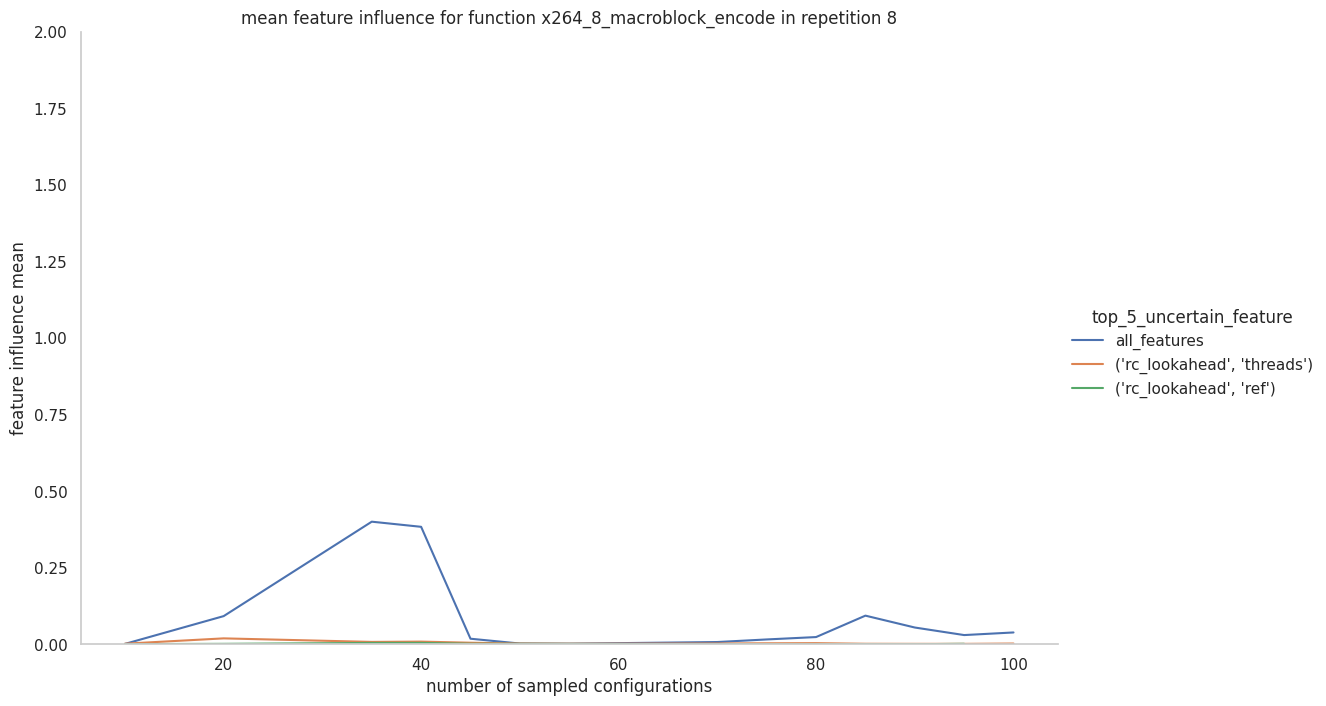 mean feature influence for function x264_8_macroblock_encode in repetition 8
2.00
1.75
1.50
1.25
1.00
0.75
0.50
0.25
0.00
feature influence mean
20
40
60
80
100
number of sampled configurations
top_5_uncertain_feature
all_features
('rc_lookahead', 'threads')
('rc_lookahead', 'ref')